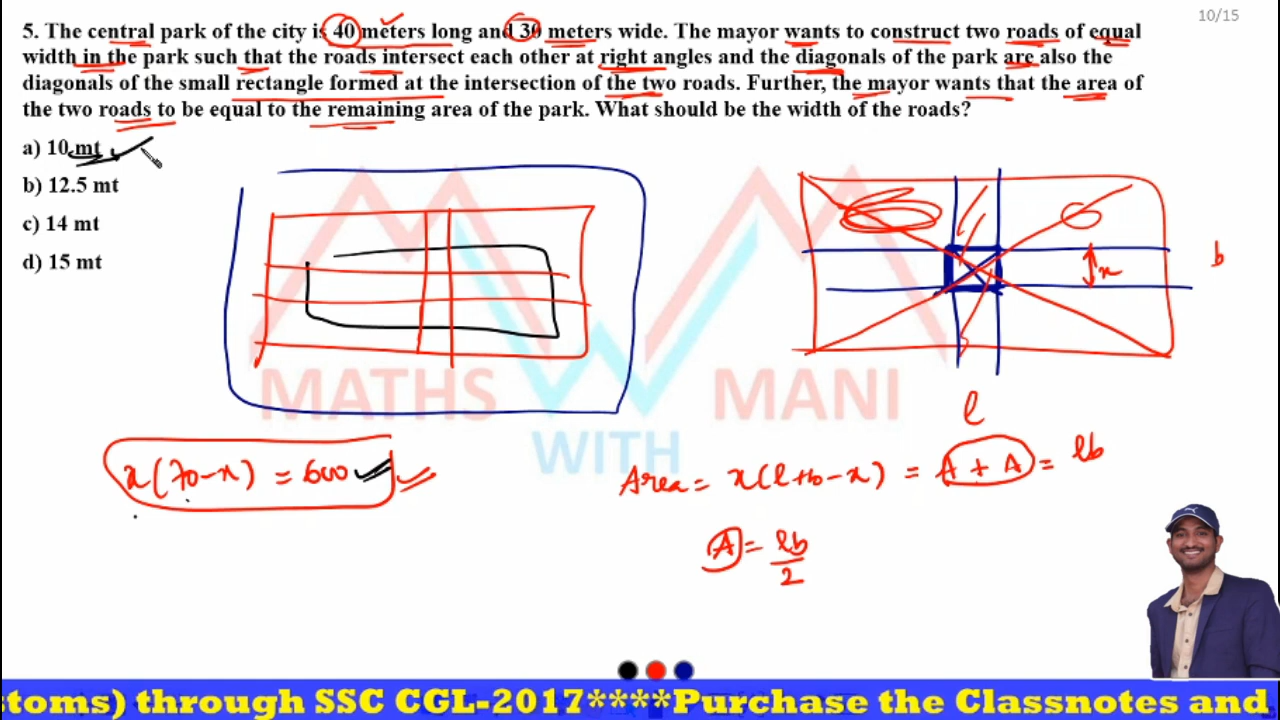 10/15
5. The central park of the city is 40 meters long and 30 meters wide. The mayor wants to construct two roads of equal
width in the park such that the roads intersect each other at right angles and the diagonals of the park are also the
diagonals of the small rectangle formed at the intersection of the two roads. Further, the mayor wants that the area of
the two roads to be equal to the remaining area of the park. What should be the width of the roads?
a) 10 mt
b) 12.5 mt
c) 14 mt
d) 15 mt
x
b
l
MATHS
WITH
MANI
x(70-x) = 600
Area = x(l+b-x) = A + A = lb
A = lb
2
stoms) through SSC CGL-2017****Purchase the Classnotes and